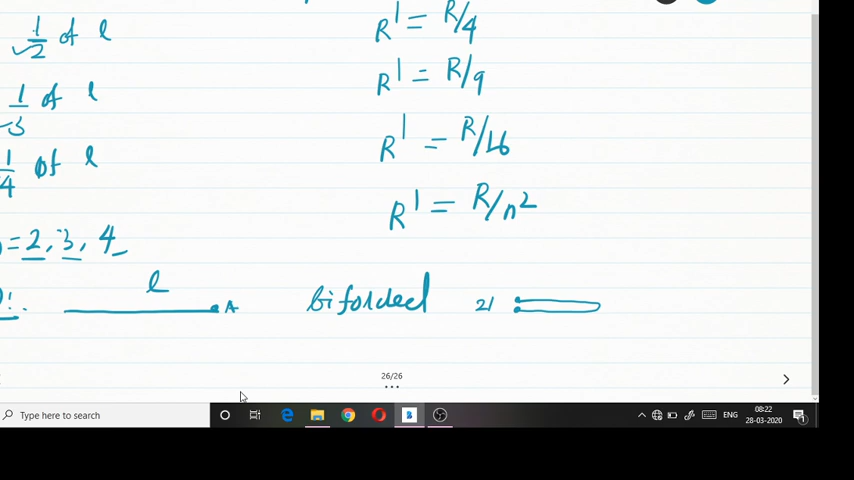 1/2 of l
R' = R/4
R' = R/9
1/3 of l
R' = R/16
1/4 of l
R' = R/n²
= 2, 3, 4
l
A bifolded
26/26
Type here to search
ENG
08:22
28-03-2020
1